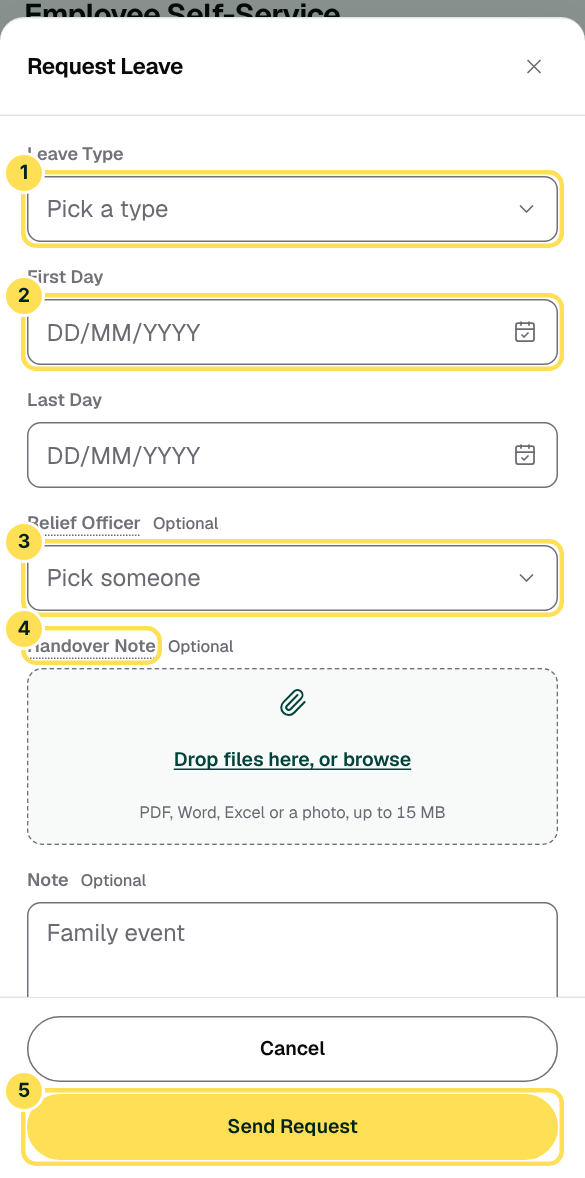 Employee Self-Service
Request Leave
Leave Type
1
Pick a type
First Day
2
DD/MM/YYYY
Last Day
DD/MM/YYYY
Relief Officer Optional
3
Pick someone
4
Handover Note Optional
Drop files here, or browse
PDF, Word, Excel or a photo, up to 15 MB
Note Optional
Family event
Cancel
5
Send Request